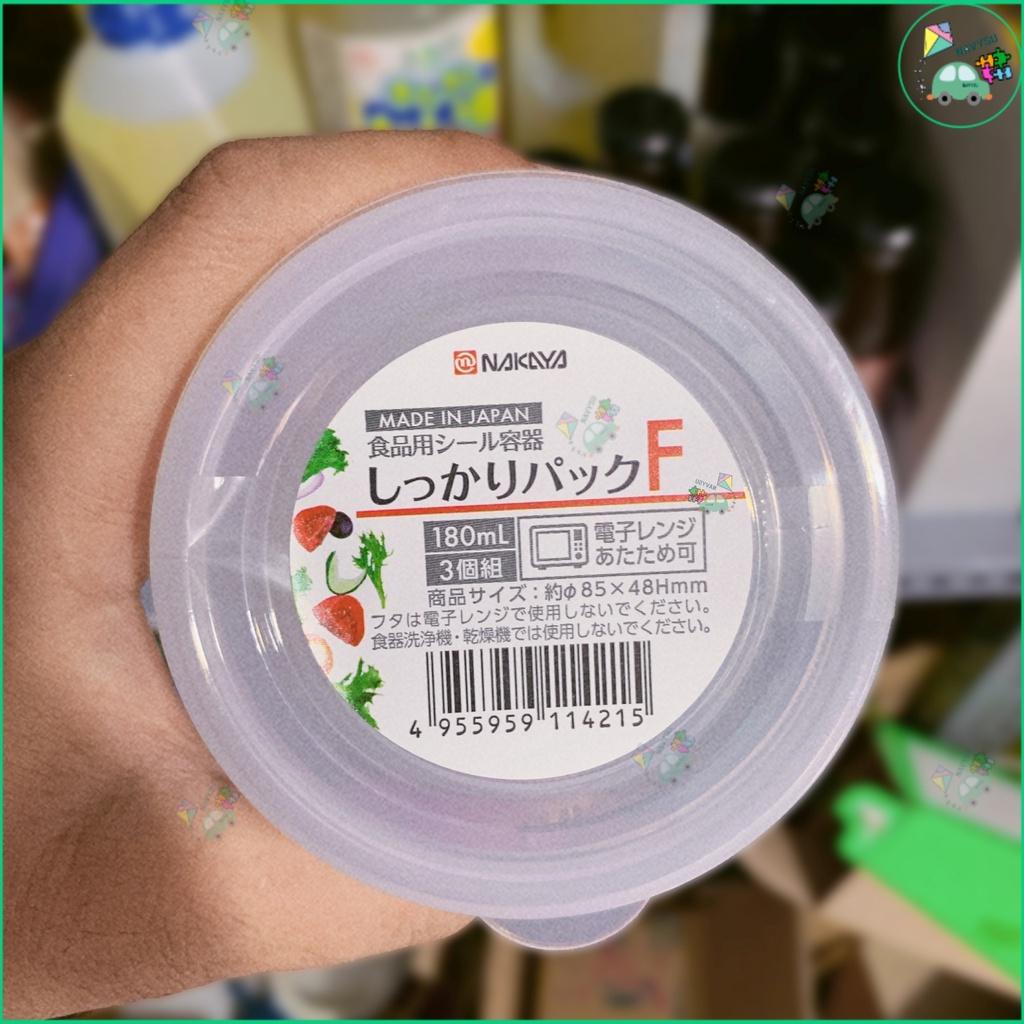 NAKAYA
MADE IN JAPAN
食品用シール容器
しっかりパックF
180mL
3個組
電子レンジ
あたため可
商品サイズ：約φ85×48Hmm
フタは電子レンジで使用しないでください。
食器洗浄機・乾燥機では使用しないでください。
4 955959 114215